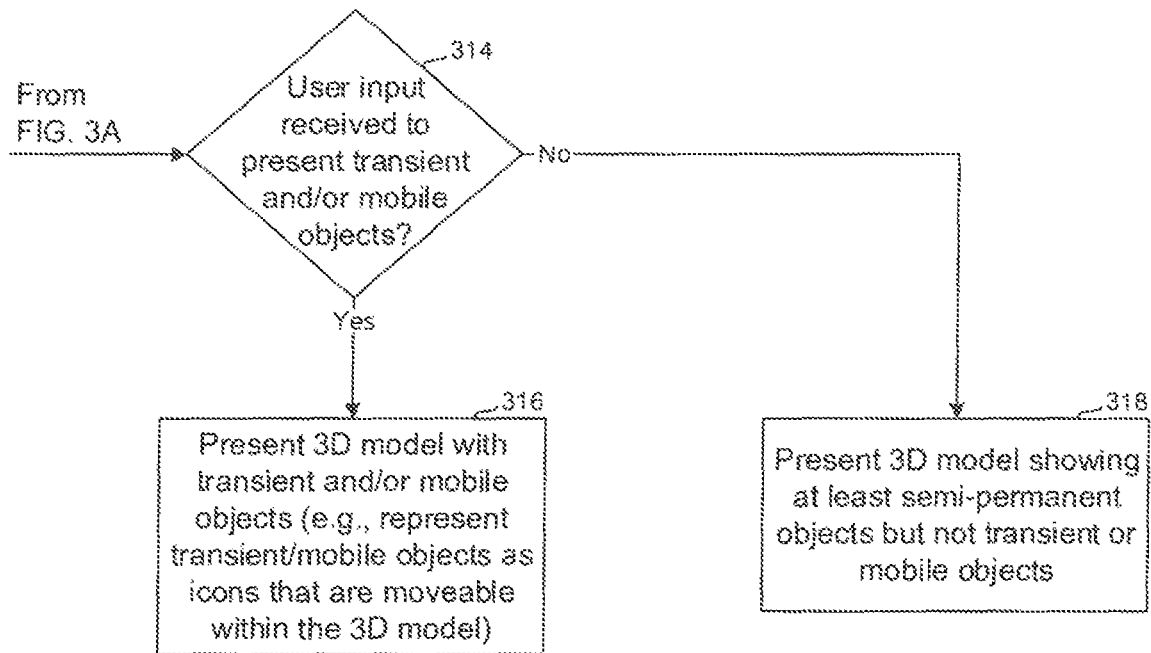 314
From
FIG. 3A
User input
received to
present transient
and/or mobile
objects?
No
Yes
316
Present 3D model with
transient and/or mobile
objects (e.g., represent
transient/mobile objects as
icons that are moveable
within the 3D model)
318
Present 3D model showing
at least semi-permanent
objects but not transient or
mobile objects